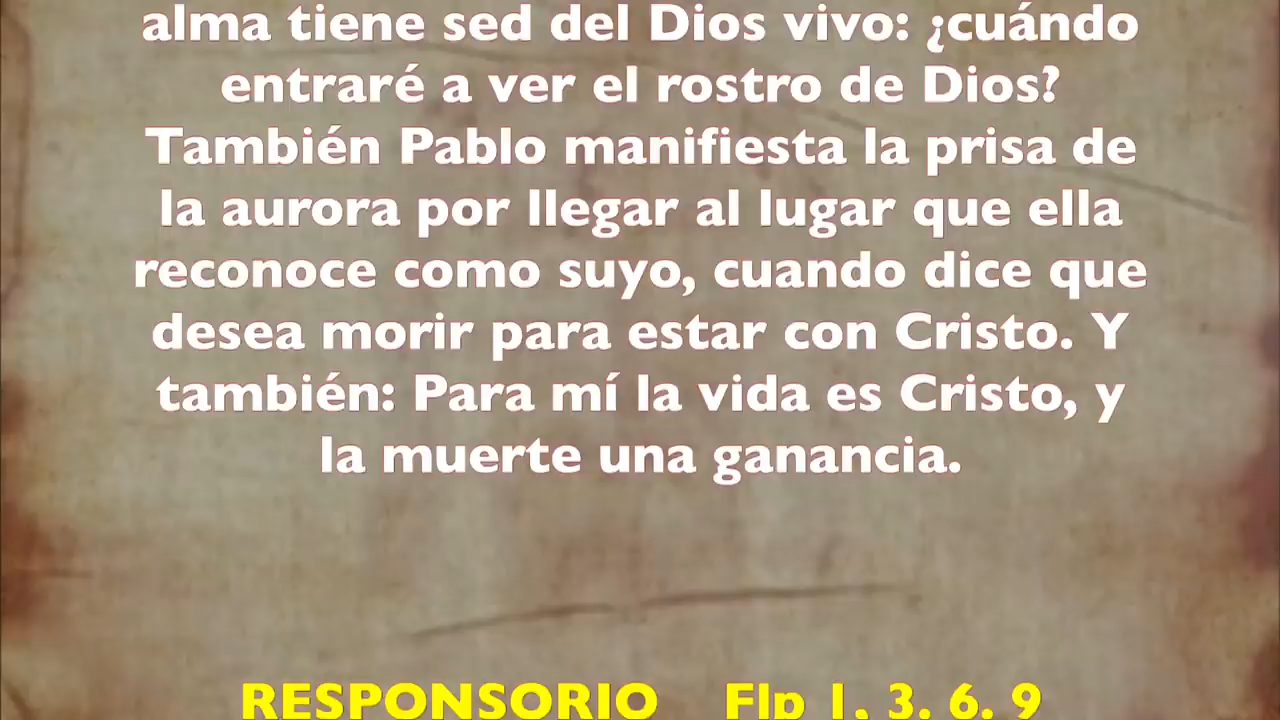 alma tiene sed del Dios vivo: ¿cuándo
entraré a ver el rostro de Dios?
También Pablo manifiesta la prisa de
la aurora por llegar al lugar que ella
reconoce como suyo, cuando dice que
desea morir para estar con Cristo. Y
también: Para mí la vida es Cristo, y
la muerte una ganancia.
RESPONSORIO Flp 1, 3. 6. 9